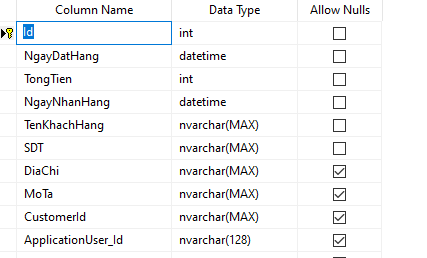 Column Name Data Type Allow Nulls
Id int
NgayDatHang datetime
TongTien int
NgayNhanHang datetime
TenKhachHang nvarchar(MAX)
SDT nvarchar(MAX)
DiaChi nvarchar(MAX)
MoTa nvarchar(MAX)
CustomerId nvarchar(MAX)
ApplicationUser_Id nvarchar(128)